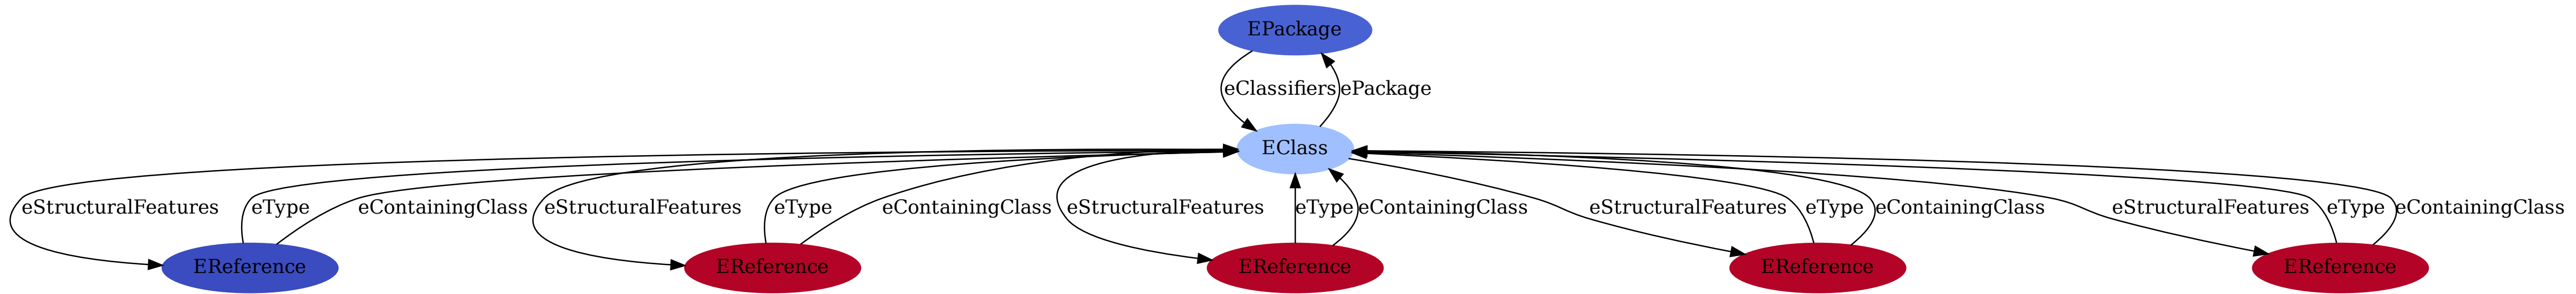 EPackage
eClassifiers
ePackage
EClass
eStructuralFeatures
eType
eContainingClass
eStructuralFeatures
eType
eContainingClass
eStructuralFeatures
eType
eContainingClass
eStructuralFeatures
eType
eContainingClass
eStructuralFeatures
eType
eContainingClass
EReference
EReference
EReference
EReference
EReference